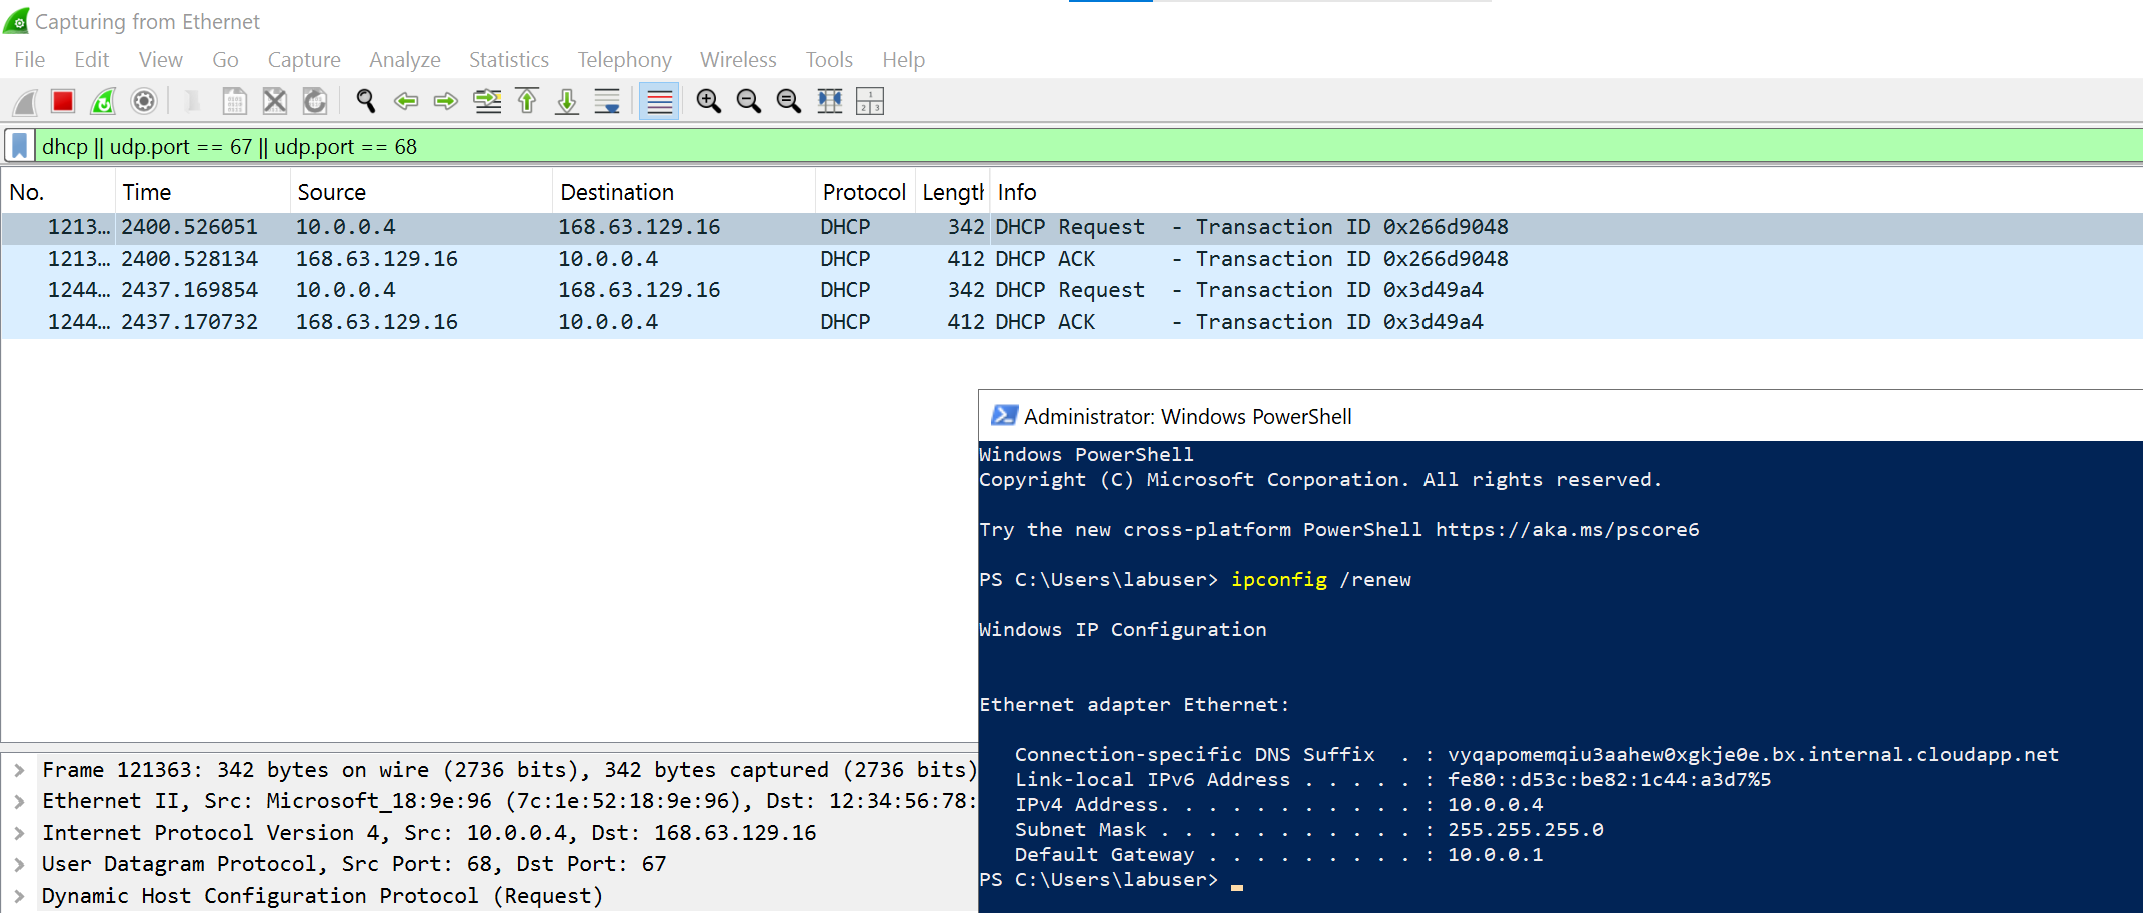 Capturing from Ethernet
File Edit View Go Capture Analyze Statistics Telephony Wireless Tools Help
dhcp || udp.port == 67 || udp.port == 68
No. Time Source Destination Protocol Length Info
1213… 2400.526051 10.0.0.4 168.63.129.16 DHCP 342 DHCP Request - Transaction ID 0x266d9048
1213… 2400.528134 168.63.129.16 10.0.0.4 DHCP 412 DHCP ACK - Transaction ID 0x266d9048
1244… 2437.169854 10.0.0.4 168.63.129.16 DHCP 342 DHCP Request - Transaction ID 0x3d49a4
1244… 2437.170732 168.63.129.16 10.0.0.4 DHCP 412 DHCP ACK - Transaction ID 0x3d49a4
Administrator: Windows PowerShell
Windows PowerShell
Copyright (C) Microsoft Corporation. All rights reserved.
Try the new cross-platform PowerShell https://aka.ms/pscore6
PS C:\Users\labuser> ipconfig /renew
Windows IP Configuration
Ethernet adapter Ethernet:
Connection-specific DNS Suffix . : vyqapomemqiu3aahew0xgkje0e.bx.internal.cloudapp.net
Link-local IPv6 Address . . . . . : fe80::d53c:be82:1c44:a3d7%5
IPv4 Address. . . . . . . . . . . : 10.0.0.4
Subnet Mask . . . . . . . . . . . : 255.255.255.0
Default Gateway . . . . . . . . . : 10.0.0.1
PS C:\Users\labuser>
Frame 121363: 342 bytes on wire (2736 bits), 342 bytes captured (2736 bits)
Ethernet II, Src: Microsoft_18:9e:96 (7c:1e:52:18:9e:96), Dst: 12:34:56:78:
Internet Protocol Version 4, Src: 10.0.0.4, Dst: 168.63.129.16
User Datagram Protocol, Src Port: 68, Dst Port: 67
Dynamic Host Configuration Protocol (Request)